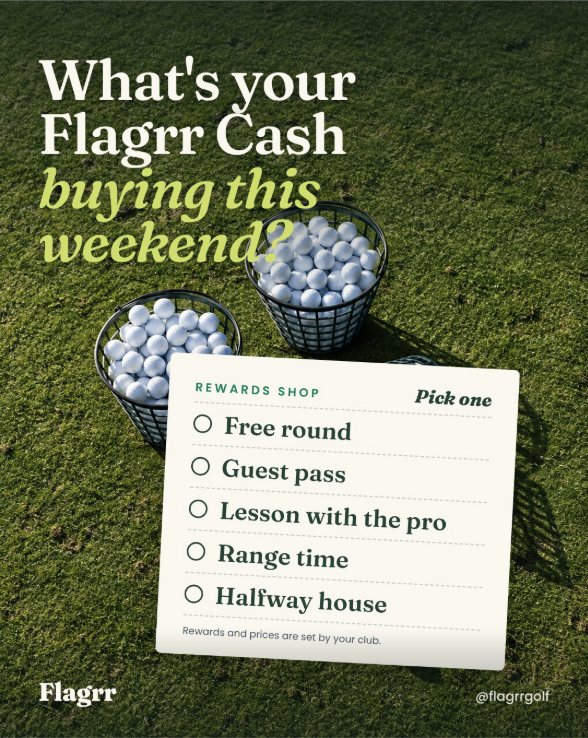 What's your
Flagrr Cash
buying this
weekend?
REWARDS SHOP
Pick one
Free round
Guest pass
Lesson with the pro
Range time
Halfway house
Rewards and prices are set by your club.
Flagrr
@flagrrgolf